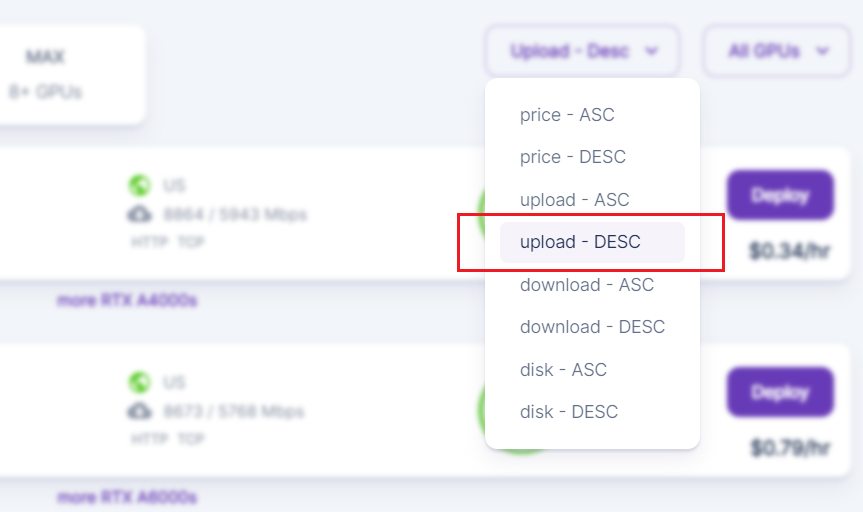 MAX
8+ GPUs
Upload - Desc
All GPUs
price - ASC
price - DESC
upload - ASC
upload - DESC
download - ASC
download - DESC
disk - ASC
disk - DESC
US
8864 / 5943 Mbps
HTTP TCP
Deploy
$0.34/hr
more RTX A4000s
US
8673 / 5768 Mbps
HTTP TCP
Deploy
$0.79/hr
more RTX A6000s